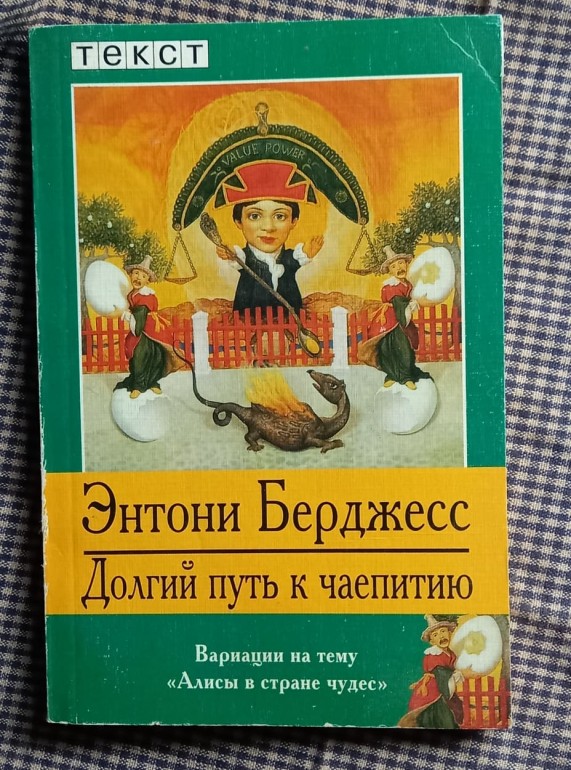 текст
VALUE POWER
Энтони Берджесс
Долгий путь к чаепитию
Вариации на тему
«Алисы в стране чудес»